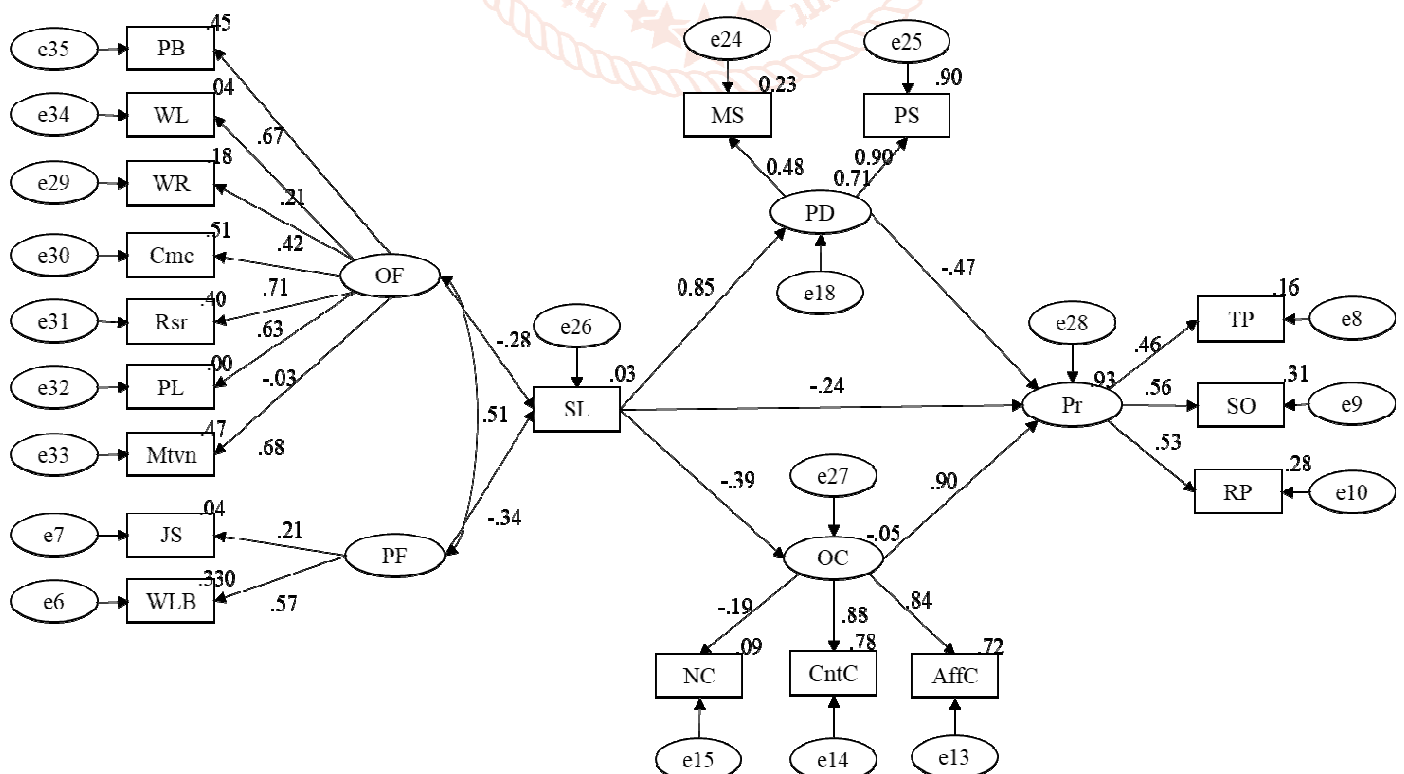 e35 PB .45
e34 WL .04
.67
e29 WR .18
.21
e30 Cmc .51
.42
OF
e31 Rsr .40
.71
.63
e32 PL .00
-.03
e33 Mtvn .47
.68
e7 JS .04
.21
PF
e6 WLB .330
.57
-.28
.51
-.34
e26
SL .03
e24 e25
MS 0.23 PS .90
0.48 0.90
0.71
PD
e18
0.85
-.47
-.24
-.39
e28
Pr .93
.46 TP .16 e8
.56 SO .31 e9
.53 RP .28 e10
e27
.90
OC -.05
-.19 .88 .84
NC .09 CntC .78 AffC .72
e15 e14 e13